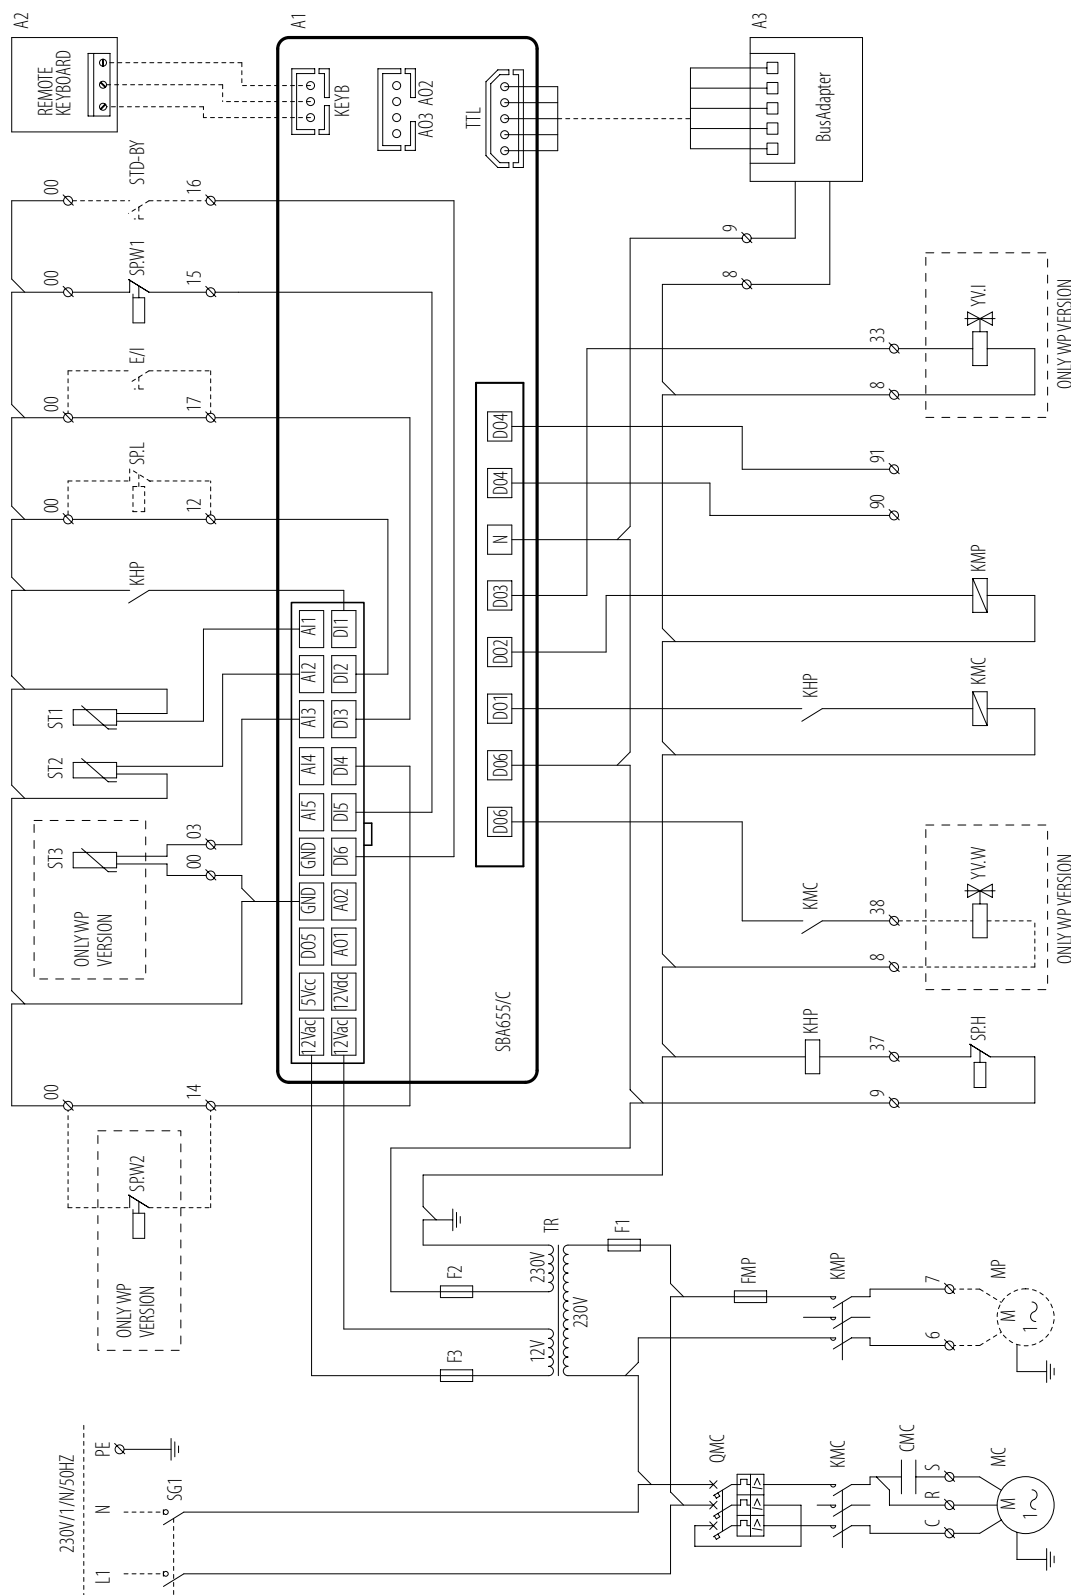 A2
A1
A3
REMOTE
KEYBOARD
KEYB
AO3 AO2
TTL
BusAdapter
00
00
00
00
00
STD-BY
SP.W1
E/I
SP.L
KHP
16
15
17
12
14
ST1
ST2
ST3
00
03
ONLY WP
VERSION
SP.W2
ONLY WP
VERSION
12Vac
5Vcc
DO5
GND
GND
AI5
AI4
AI3
AI2
AI1
12Vac
12Vdc
AO1
AO2
DI6
DI5
DI4
DI3
DI2
DI1
SBA655/C
DO6
DO6
DO1
DO2
DO3
N
DO4
DO4
9
8
9
37
8
38
90
91
8
33
KHP
SP.H
KMC
YV.W
ONLY WP VERSION
KHP
KMC
KMP
YV.I
ONLY WP VERSION
230V/1/N/50HZ
L1
N
PE
SG1
F3
F2
12V
230V
TR
230V
F1
QMC
I>
I>
I>
FMP
KMC
KMP
CMC
C
R
S
6
7
MC
MP
M
1~
M
1~